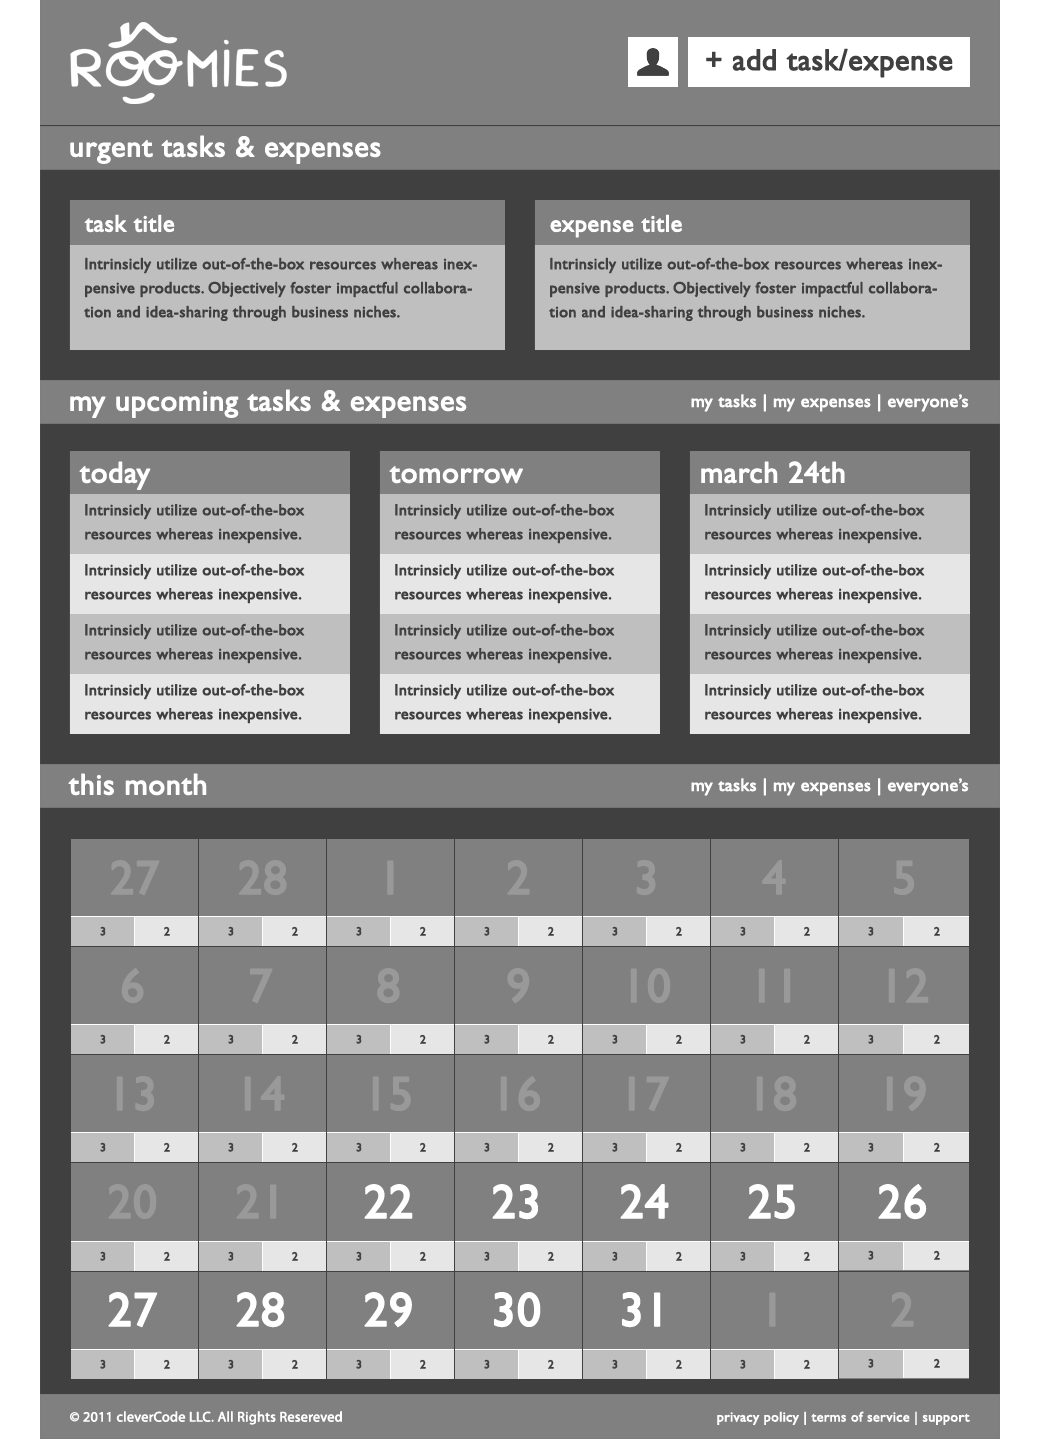 ROOMIES
+ add task/expense
urgent tasks & expenses
task title
Intrinsicly utilize out-of-the-box resources whereas inex-
pensive products. Objectively foster impactful collabora-
tion and idea-sharing through business niches.
expense title
Intrinsicly utilize out-of-the-box resources whereas inex-
pensive products. Objectively foster impactful collabora-
tion and idea-sharing through business niches.
my upcoming tasks & expenses
my tasks | my expenses | everyone's
today
Intrinsicly utilize out-of-the-box
resources whereas inexpensive.
Intrinsicly utilize out-of-the-box
resources whereas inexpensive.
Intrinsicly utilize out-of-the-box
resources whereas inexpensive.
Intrinsicly utilize out-of-the-box
resources whereas inexpensive.
tomorrow
Intrinsicly utilize out-of-the-box
resources whereas inexpensive.
Intrinsicly utilize out-of-the-box
resources whereas inexpensive.
Intrinsicly utilize out-of-the-box
resources whereas inexpensive.
Intrinsicly utilize out-of-the-box
resources whereas inexpensive.
march 24th
Intrinsicly utilize out-of-the-box
resources whereas inexpensive.
Intrinsicly utilize out-of-the-box
resources whereas inexpensive.
Intrinsicly utilize out-of-the-box
resources whereas inexpensive.
Intrinsicly utilize out-of-the-box
resources whereas inexpensive.
this month
my tasks | my expenses | everyone's
27 28 1 2 3 4 5
3 2 3 2 3 2 3 2 3 2 3 2 3 2
6 7 8 9 10 11 12
3 2 3 2 3 2 3 2 3 2 3 2 3 2
13 14 15 16 17 18 19
3 2 3 2 3 2 3 2 3 2 3 2 3 2
20 21 22 23 24 25 26
3 2 3 2 3 2 3 2 3 2 3 2 3 2
27 28 29 30 31 1 2
3 2 3 2 3 2 3 2 3 2 3 2 3 2
© 2011 cleverCode LLC. All Rights Resereved
privacy policy | terms of service | support